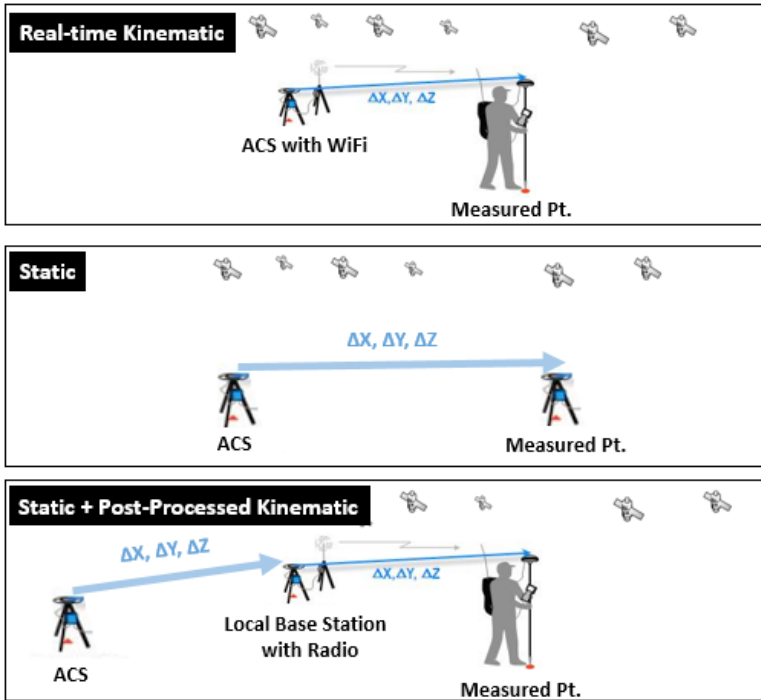 Real-time Kinematic
ΔX,ΔY, ΔZ
ACS with WiFi
Measured Pt.
Static
ΔX, ΔY, ΔZ
ACS
Measured Pt.
Static + Post-Processed Kinematic
ΔX, ΔY, ΔZ
ΔX,ΔY, ΔZ
Local Base Station
with Radio
ACS
Measured Pt.